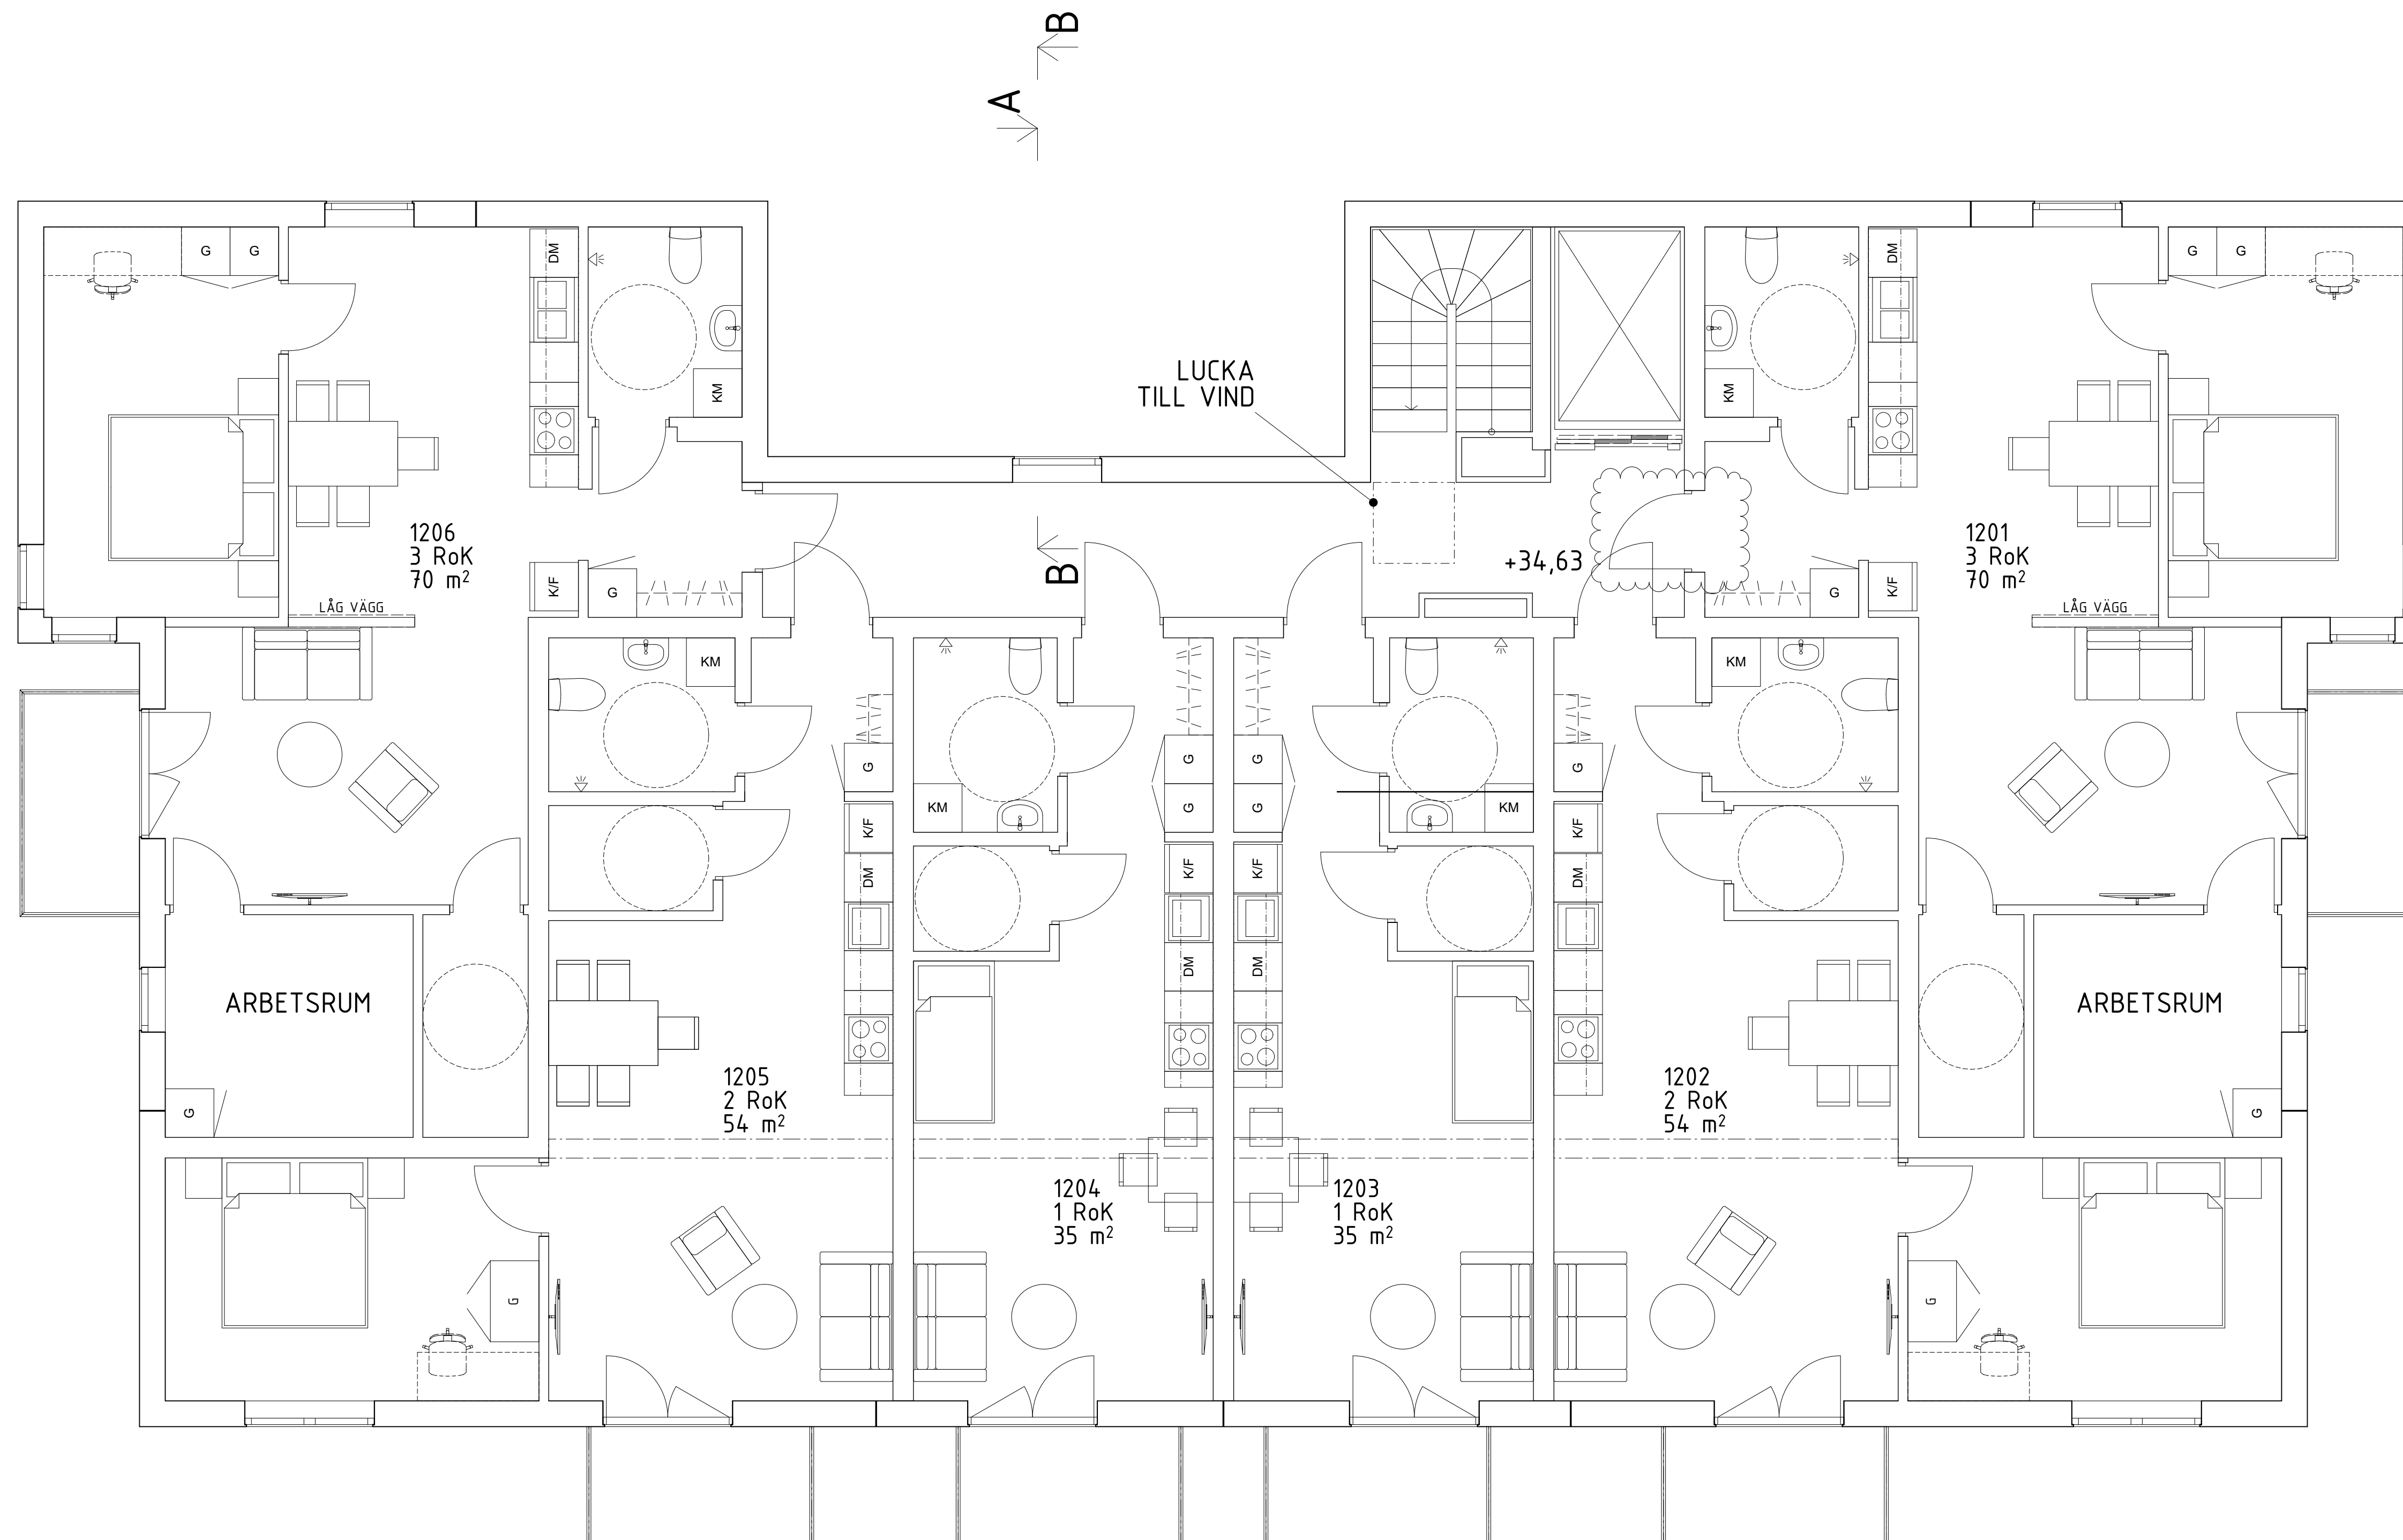 B
A
G
G
DM
DM
G
G
LUCKA
TILL VIND
KM
KM
1206
3 RoK
70 m²
+34,63
1201
3 RoK
70 m²
B
K/F
G
G
K/F
LÅG VÄGG
LÅG VÄGG
KM
KM
G
G
G
G
KM
G
G
KM
K/F
K/F
DM
K/F
K/F
DM
DM
DM
ARBETSRUM
ARBETSRUM
1205
2 RoK
54 m²
1202
2 RoK
54 m²
G
G
1204
1 RoK
35 m²
1203
1 RoK
35 m²
G
G